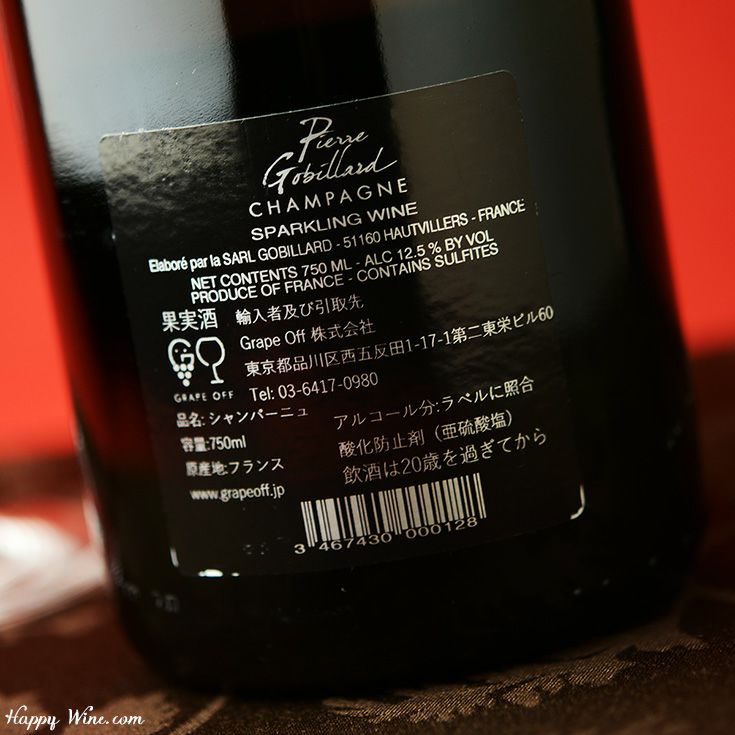 Pierre
Gobillard
CHAMPAGNE
SPARKLING WINE
Elaboré par la SARL GOBILLARD - 51160 HAUTVILLERS - FRANCE
NET CONTENTS 750 ML - ALC 12.5 % BY VOL
PRODUCE OF FRANCE - CONTAINS SULFITES
果実酒 輸入者及び引取先
Grape Off 株式会社
東京都品川区西五反田1-17-1第二東栄ビル60
GRAPE OFF
Tel: 03-6417-0980
品名: シャンパーニュ アルコール分:ラベルに照合
容量:750ml 酸化防止剤（亜硫酸塩）
原産地:フランス 飲酒は20歳を過ぎてから
www.grapeoff.jp
3 467430 000128
Happy Wine.com